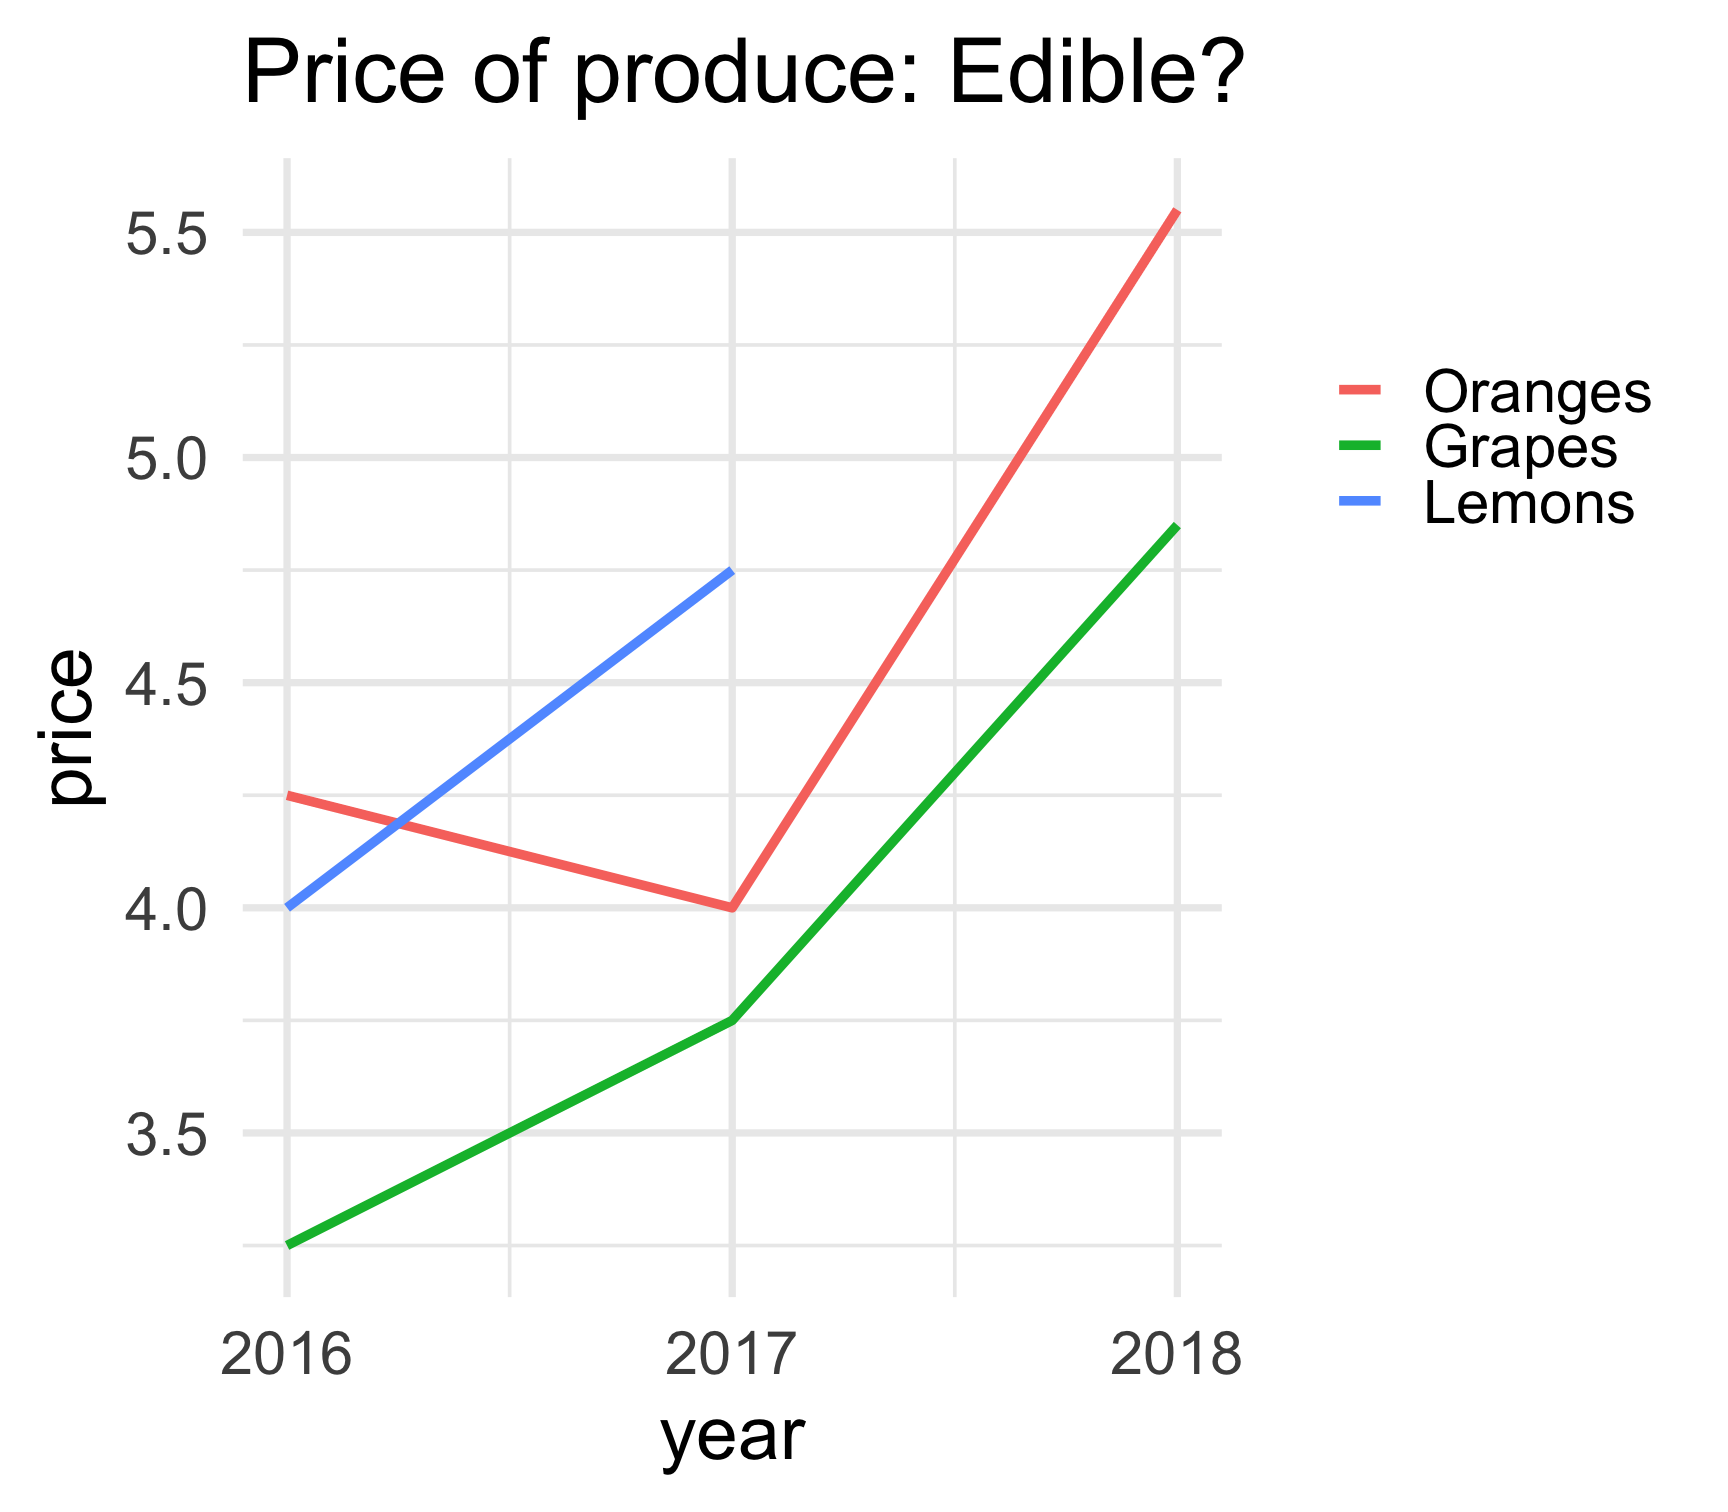 Price of produce: Edible?
5.5
5.0
4.5
4.0
3.5
price
2016 2017 2018
year
Oranges
Grapes
Lemons